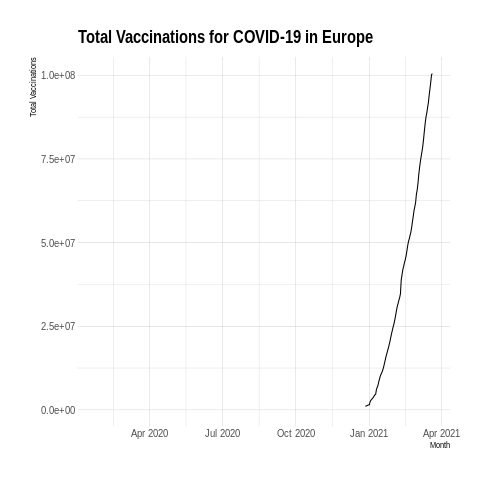 Total Vaccinations for COVID-19 in Europe
Total Vaccinations
1.0e+08
7.5e+07
5.0e+07
2.5e+07
0.0e+00
Apr 2020 Jul 2020 Oct 2020 Jan 2021 Apr 2021
Month